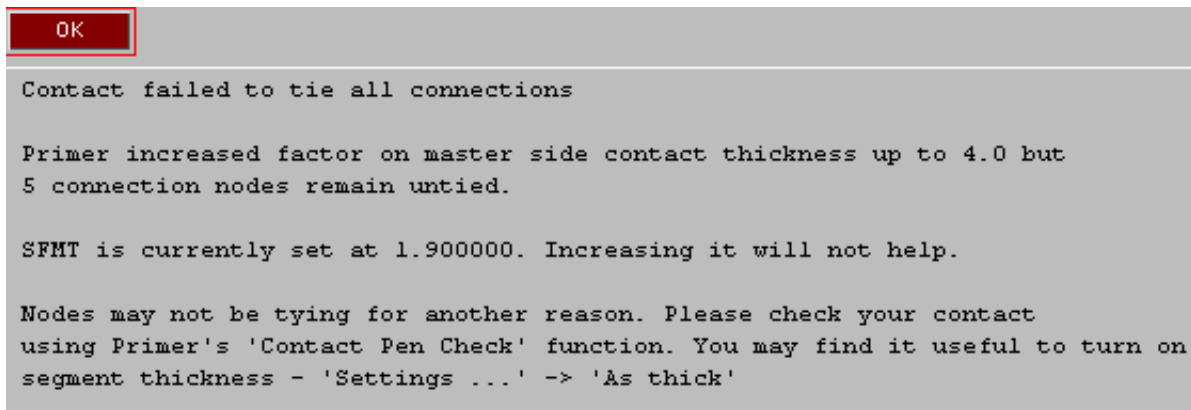 OK
Contact failed to tie all connections
Primer increased factor on master side contact thickness up to 4.0 but
5 connection nodes remain untied.
SFMT is currently set at 1.900000. Increasing it will not help.
Nodes may not be tying for another reason. Please check your contact
using Primer's 'Contact Pen Check' function. You may find it useful to turn on
segment thickness - 'Settings ...' -> 'As thick'